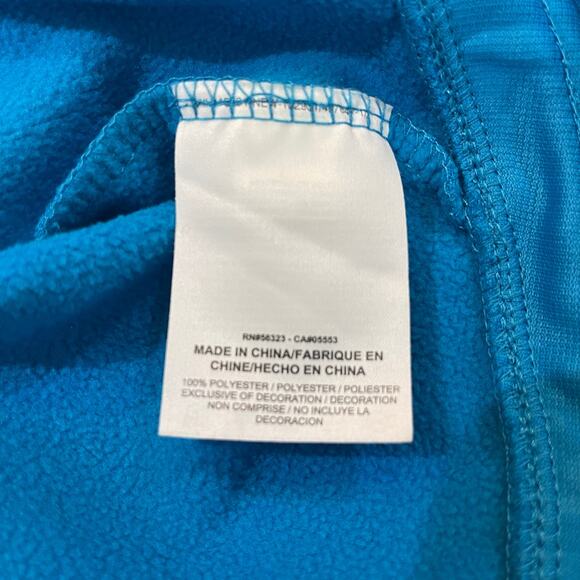 RN#56323 - CA#05553
MADE IN CHINA/FABRIQUE EN
CHINE/HECHO EN CHINA
100% POLYESTER / POLYESTER / POLIESTER
EXCLUSIVE OF DECORATION / DECORATION
NON COMPRISE / NO INCLUYE LA
DECORACION